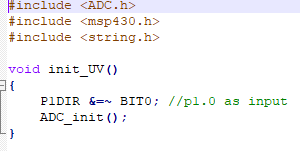 #include <ADC.h>
#include <msp430.h>
#include <string.h>
void init_UV()
{
P1DIR &=~ BIT0; //p1.0 as input
ADC_init();
}